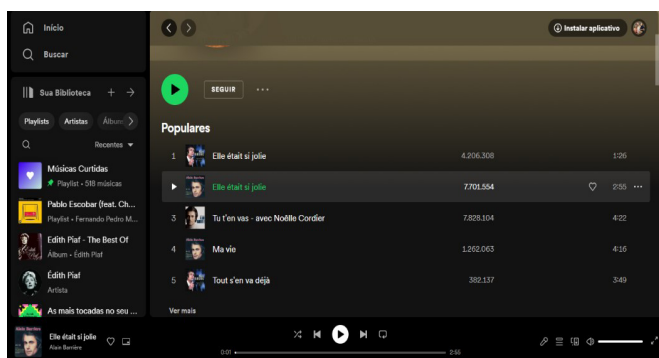 Início
Buscar
Instalar aplicativo
Sua Biblioteca
Playlists Artistas Álbuns
Recentes
Músicas Curtidas
Playlist • 518 músicas
Pablo Escobar (feat. Ch...
Playlist • Fernando Pedro M...
Edith Piaf - The Best Of
Álbum • Édith Piaf
Édith Piaf
Artista
As mais tocadas no seu ...
SEGUIR
Populares
1 Elle était si jolie 4.206.308 1:26
Elle était si jolie 7.701.554 2:55
3 Tu t'en vas - avec Noëlle Cordier 7.828.104 4:22
4 Ma vie 1.262.063 4:16
5 Tout s'en va déjà 382.137 3:49
Ver mais
Elle était si jolie
Alain Barrière
0:01 2:55